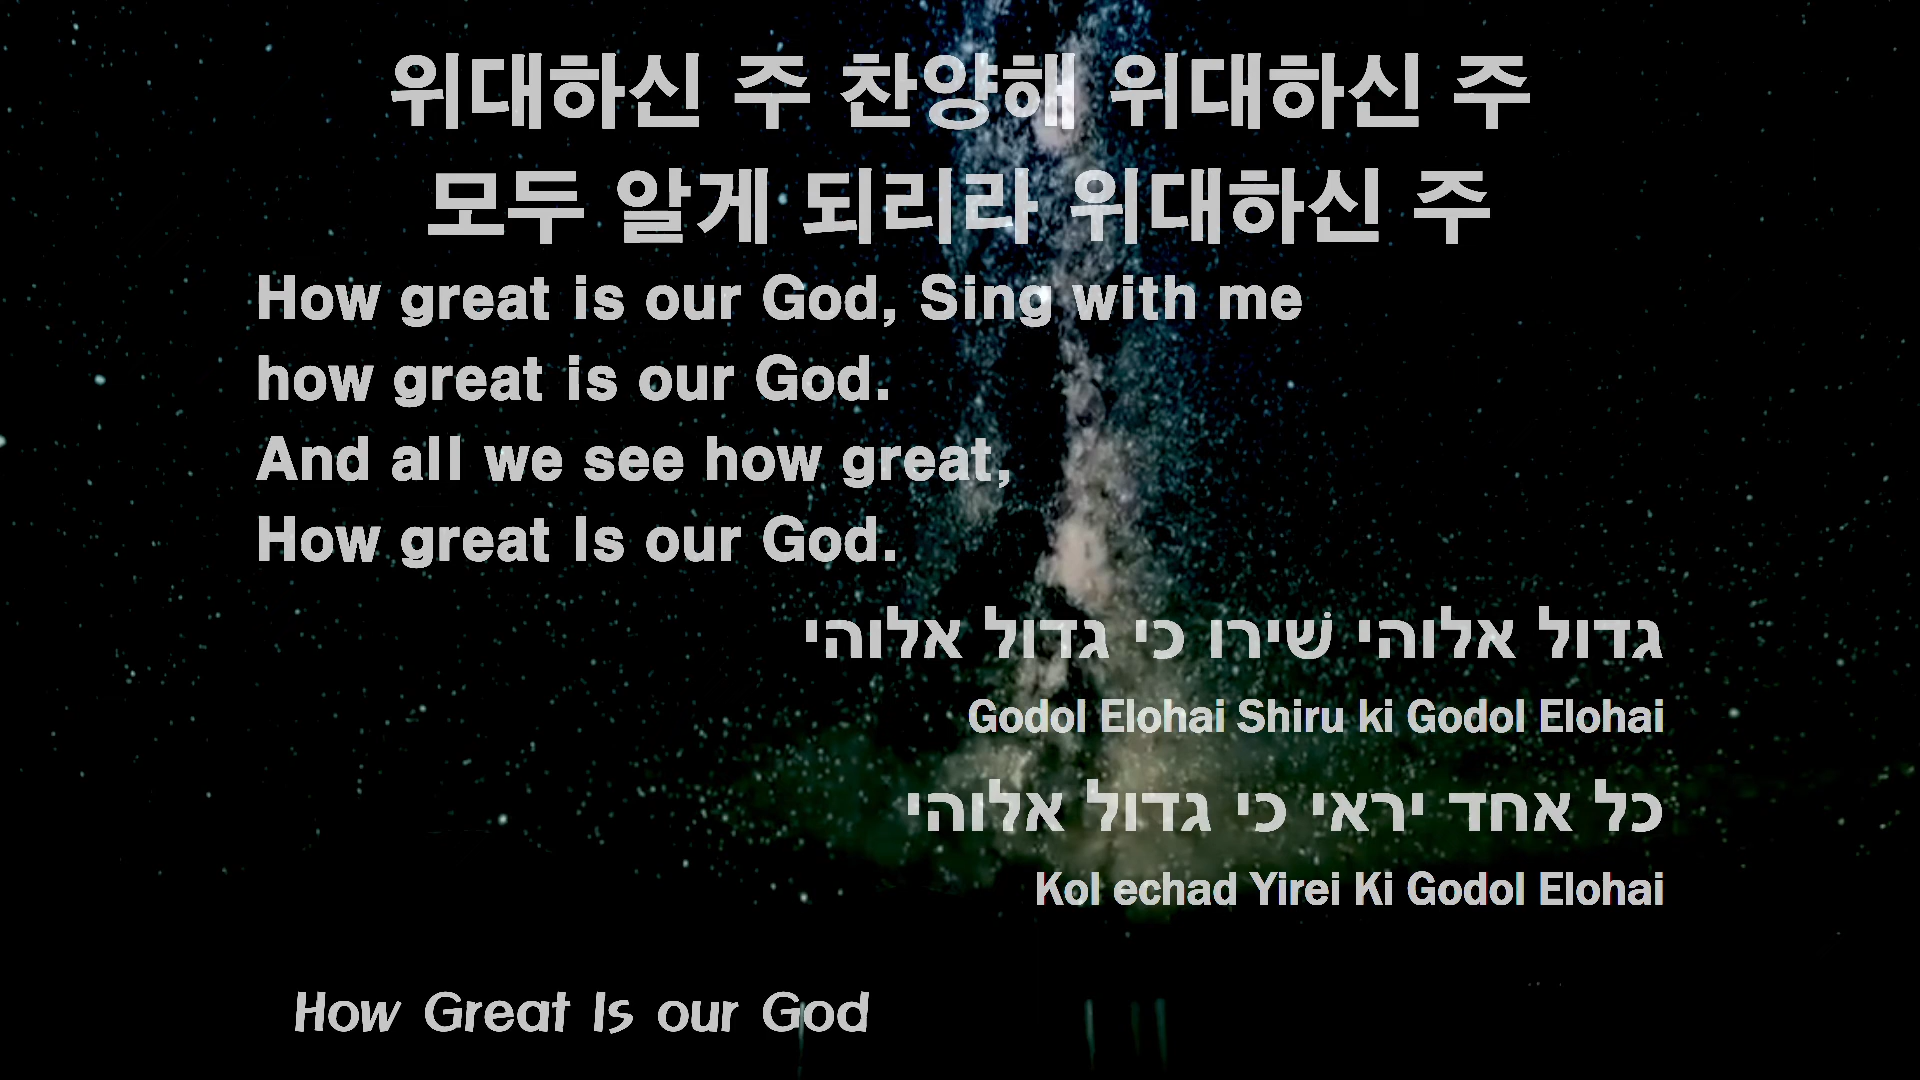 위대하신 주 찬양해 위대하신 주
모두 알게 되리라 위대하신 주
How great is our God, Sing with me
how great is our God.
And all we see how great,
How great Is our God.
גדול אלוהי שׁירו כי גדול אלוהי
Godol Elohai Shiru ki Godol Elohai
כל אחד יראי כי גדול אלוהי
Kol echad Yirei Ki Godol Elohai
How Great Is our God